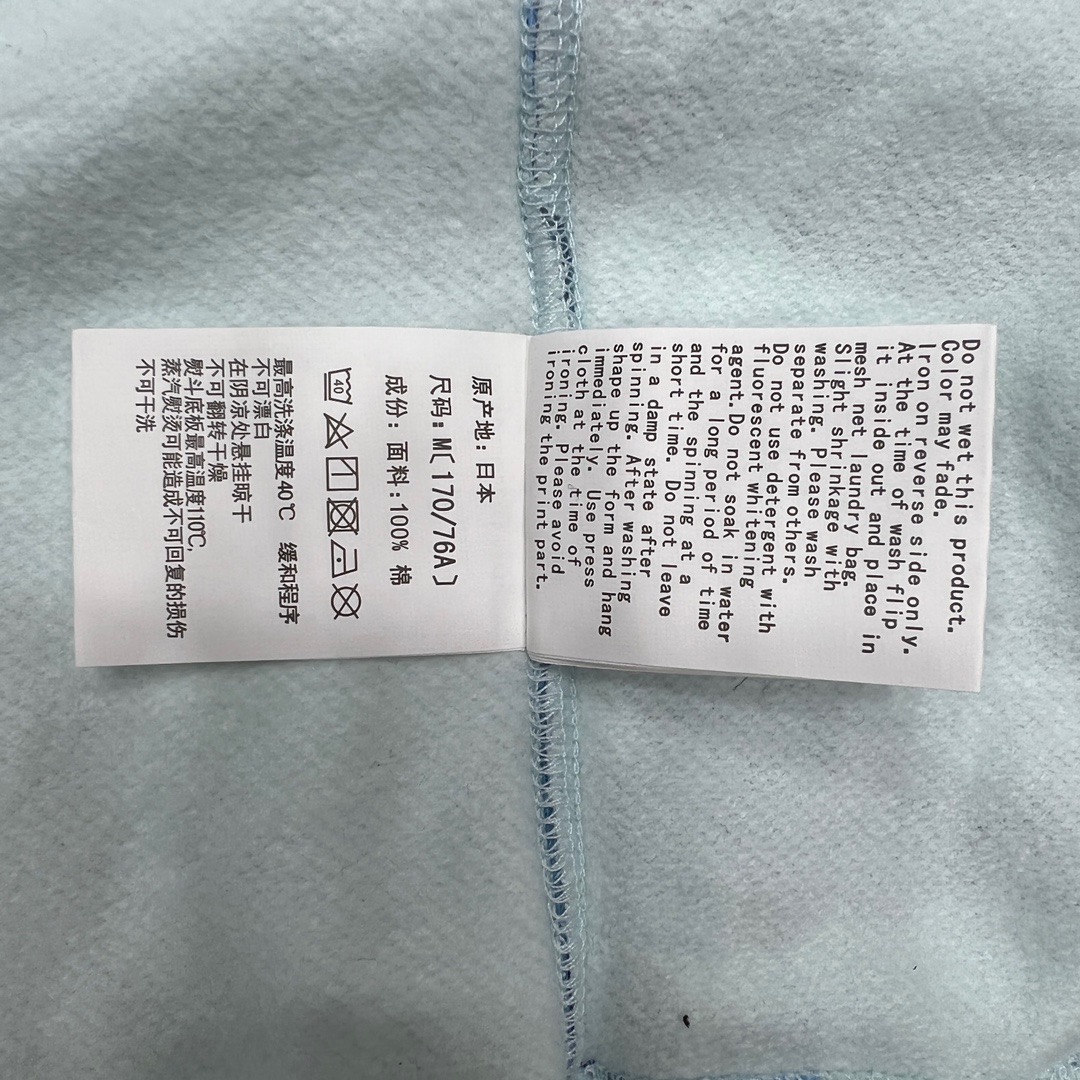 原产地: 日本
尺码: M〔170/76A〕
成份: 面料: 100% 棉
40
最高洗涤温度40℃ 缓和程序
不可漂白
在阴凉处悬挂晾干
不可翻转干燥
熨斗底板最高温度110℃,
蒸汽熨烫可能造成不可回复的损伤
不可干洗
Do not wet this product.
Color may fade.
Iron on reverse side only.
At the time of wash flip
it inside out and place in
mesh net laundry bag.
Slight shrinkage with
washing. Please wash
separate from others.
Do not use detergent with
fluorescent whitening
agent. Do not soak in water
for a long period of time
and the spinning at a
short time. Do not leave
in a damp state after
spinning. After washing
shape up the form and hang
immediately. Use press
cloth at the time of
ironing. Please avoid
ironing the print part.